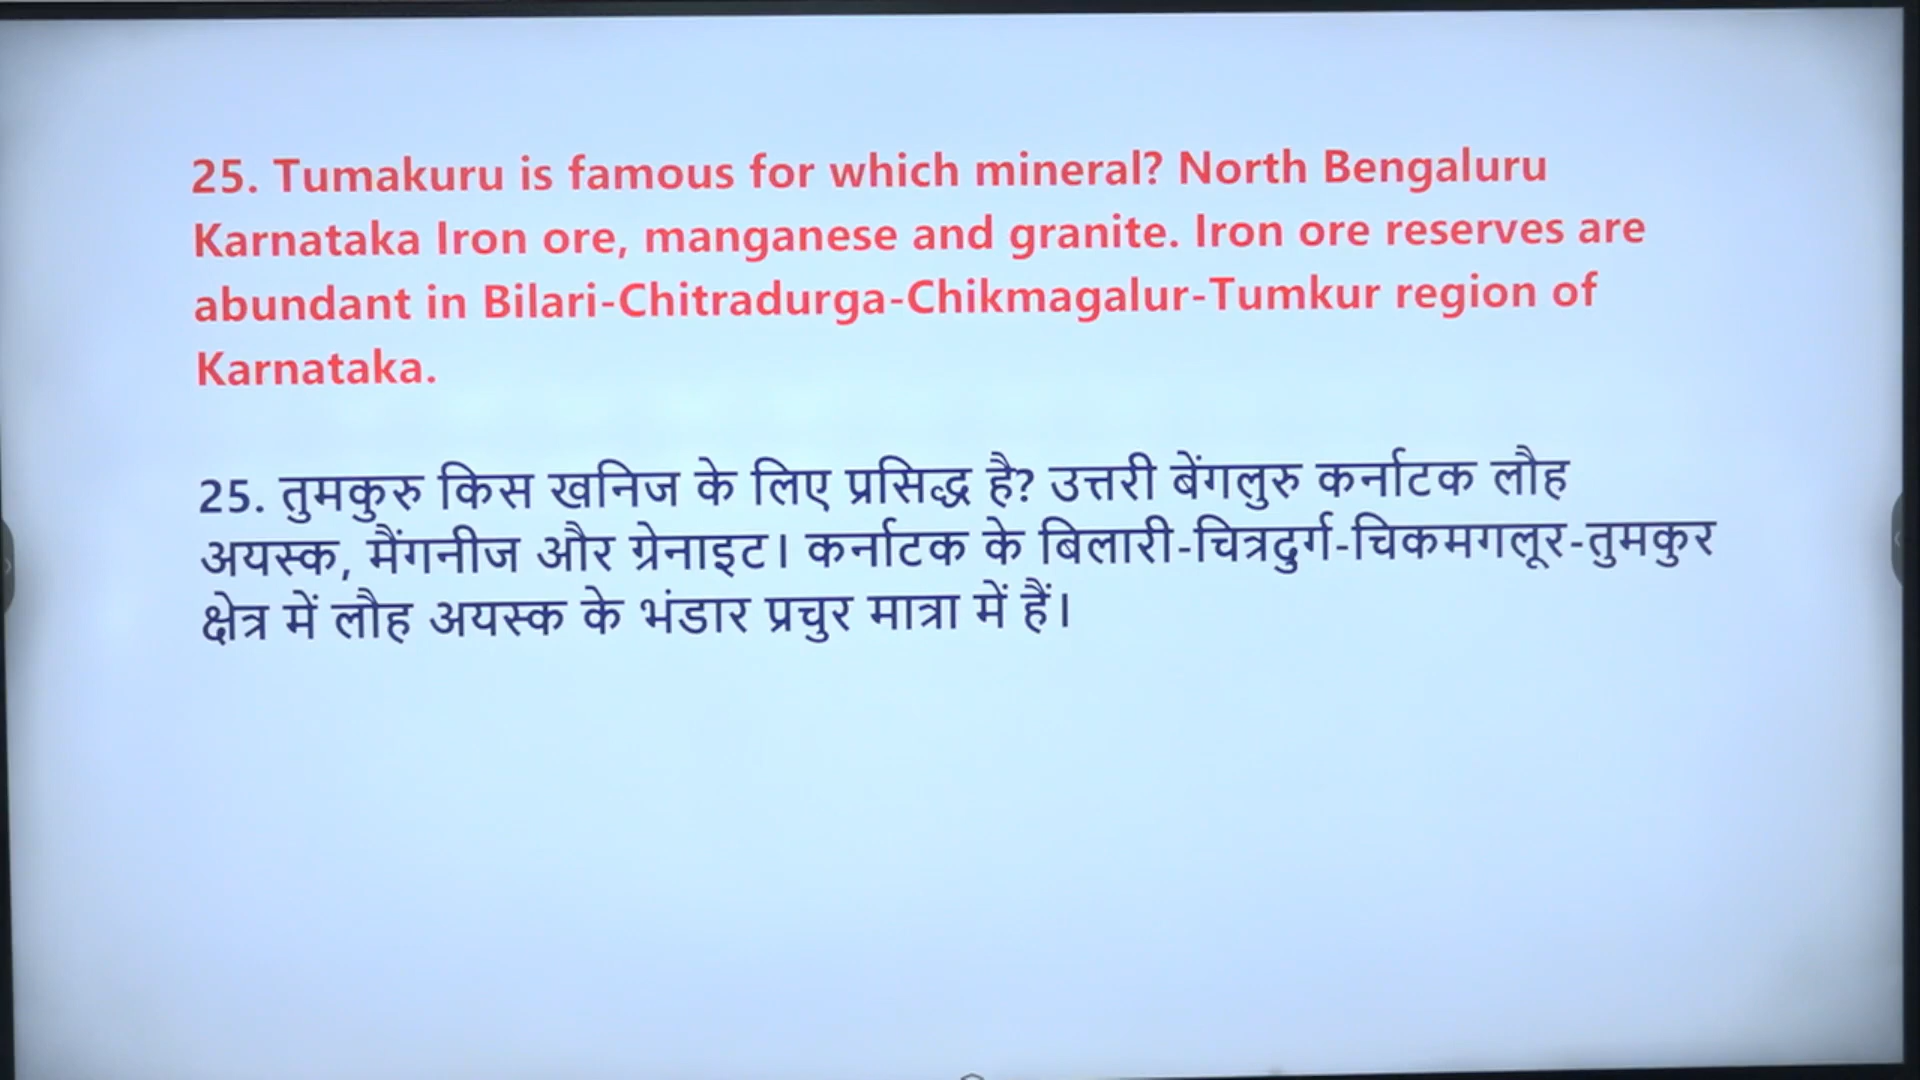 25. Tumakuru is famous for which mineral? North Bengaluru
Karnataka Iron ore, manganese and granite. Iron ore reserves are
abundant in Bilari-Chitradurga-Chikmagalur-Tumkur region of
Karnataka.
25. तुमकुरु किस खनिज के लिए प्रसिद्ध है? उत्तरी बेंगलुरु कर्नाटक लौह
अयस्क, मैंगनीज और ग्रेनाइट। कर्नाटक के बिलारी-चित्रदुर्ग-चिकमगलूर-तुमकुर
क्षेत्र में लौह अयस्क के भंडार प्रचुर मात्रा में हैं।